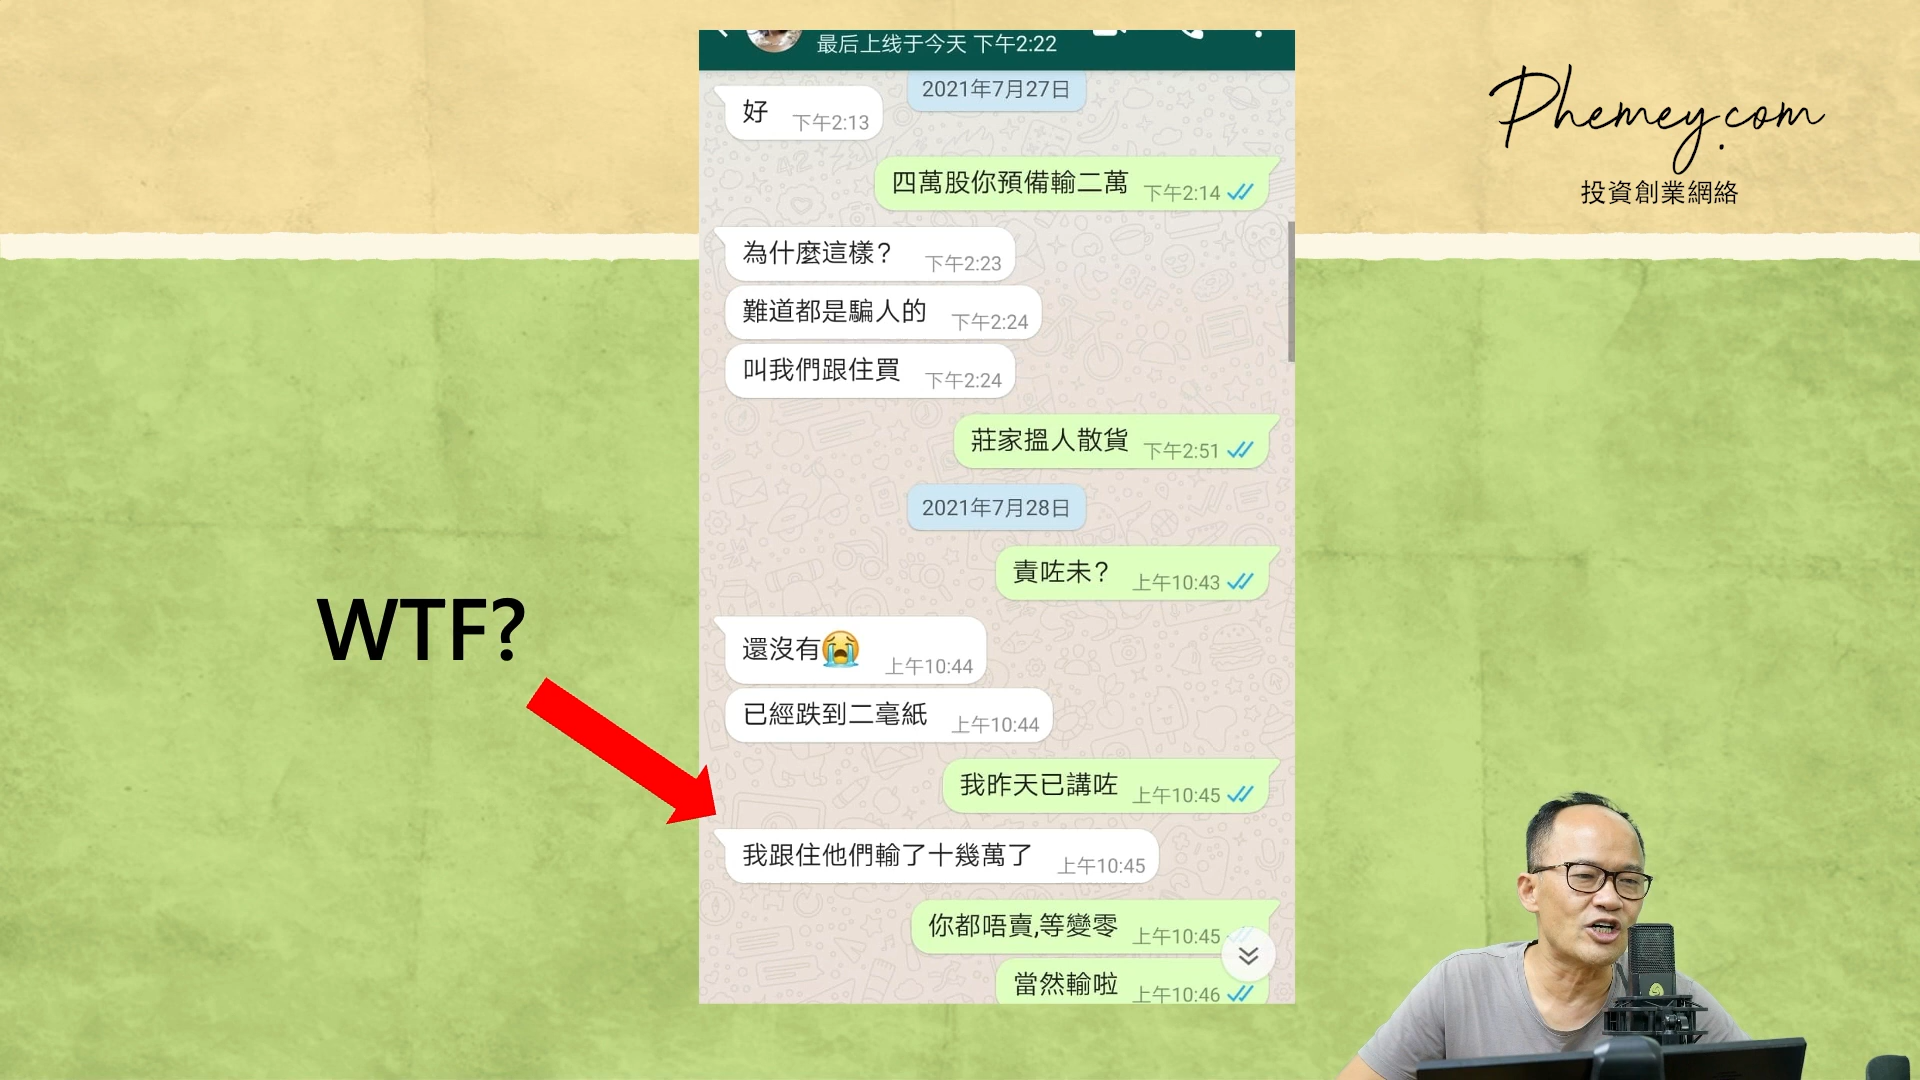 最后上线于今天 下午2:22
Phemey.com
投資創業網絡
2021年7月27日
好 下午2:13
四萬股你預備輸二萬 下午2:14
為什麼這樣? 下午2:23
難道都是騙人的 下午2:24
叫我們跟住買 下午2:24
莊家搵人散貨 下午2:51
2021年7月28日
責咗未? 上午10:43
還沒有😭 上午10:44
已經跌到二毫紙 上午10:44
WTF?
我昨天已講咗 上午10:45
我跟住他們輸了十幾萬了 上午10:45
你都唔賣,等變零 上午10:45
當然輸啦 上午10:46